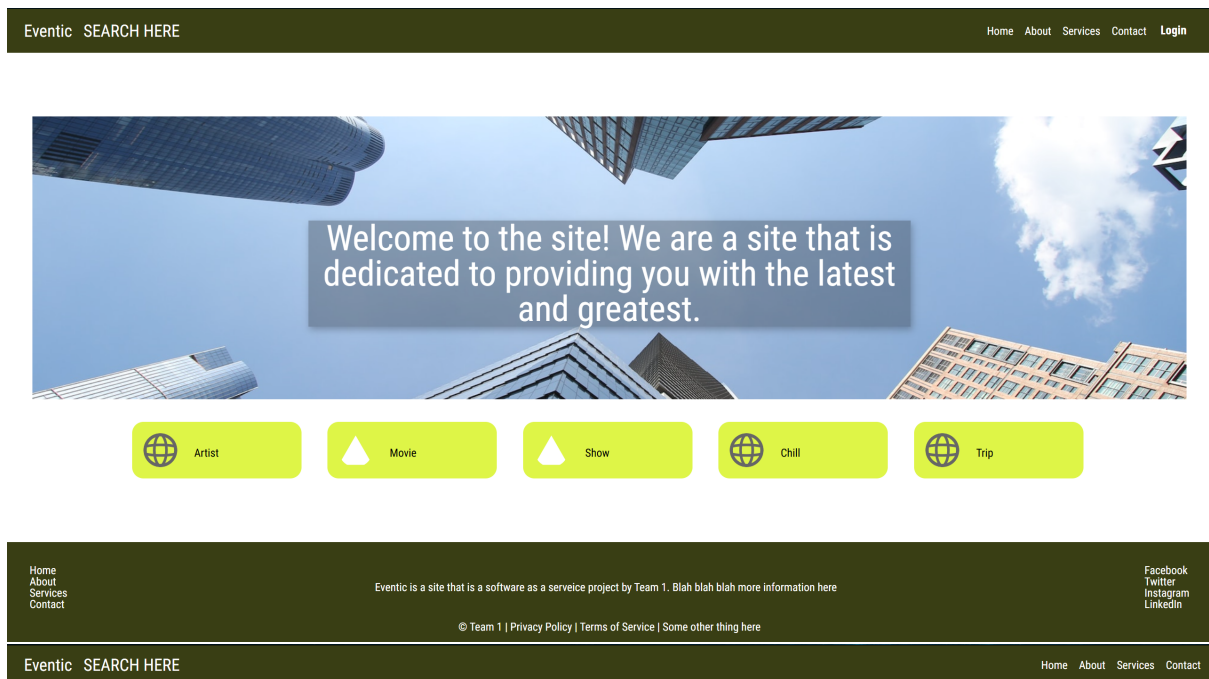 Eventic SEARCH HERE Home About Services Contact Login
Welcome to the site! We are a site that is
dedicated to providing you with the latest
and greatest.
Artist Movie Show Chill Trip
Home
About
Services
Contact
Eventic is a site that is a software as a serveice project by Team 1. Blah blah blah more information here
© Team 1 | Privacy Policy | Terms of Service | Some other thing here
Facebook
Twitter
Instagram
LinkedIn
Eventic SEARCH HERE Home About Services Contact